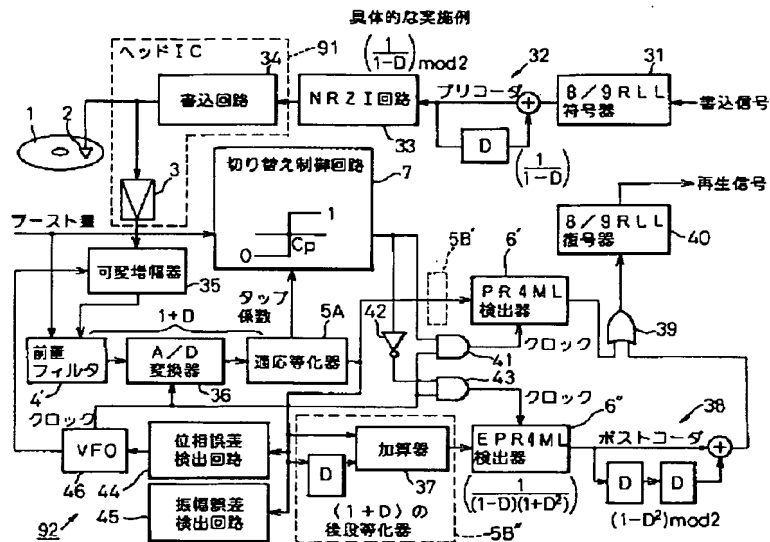 具体的な実施例
ヘッドIC
91
34
書込回路
(1/(1-D))mod2
NRZI回路
33
32
プリコーダ
D
(1/(1-D))
31
8/9RLL
符号器
書込信号
1
2
3
切り替え制御回路
7
1
0
Cp
ブースト量
可変増幅器
35
タップ
係数
再生信号
8/9RLL
復号器
40
5B'
6'
PR4ML
検出器
39
1+D
前置
フィルタ
4'
A/D
変換器
36
5A
適応等化器
42
41
クロック
43
クロック
クロック
VFO
46
位相誤差
検出回路
44
振幅誤差
検出回路
45
92
D
加算器
37
(1+D)の
後段等化器
5B"
6"
EPR4ML
検出器
(1/((1-D)(1+D²)))
38
ポストコーダ
D
D
(1-D²)mod2